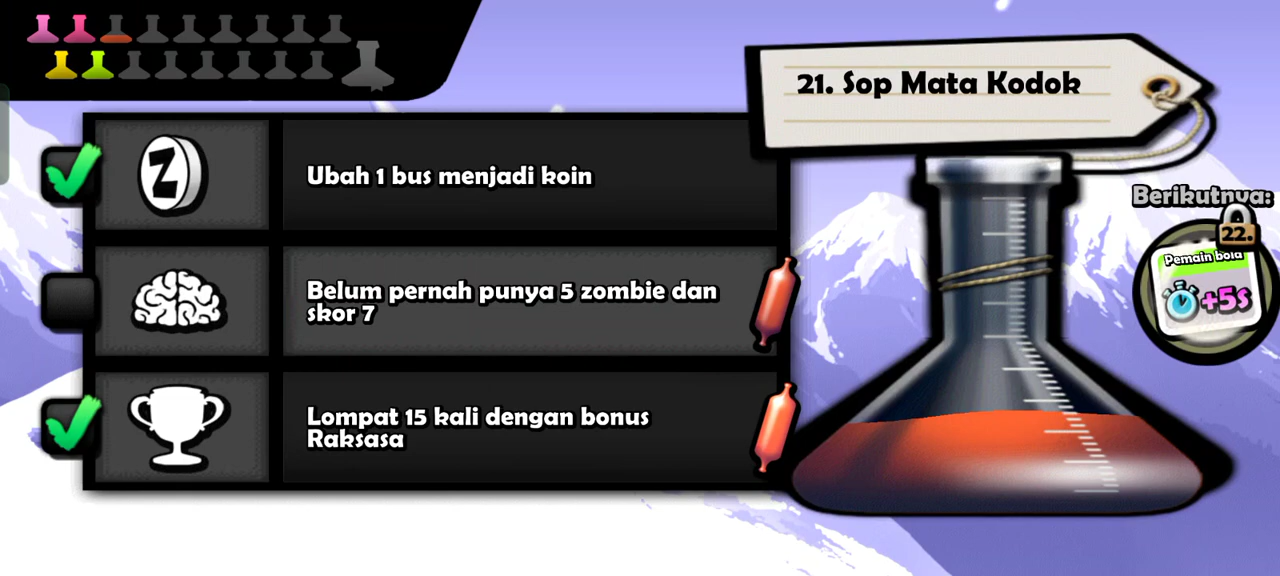 21. Sop Mata Kodok
Ubah 1 bus menjadi koin
Belum pernah punya 5 zombie dan
skor 7
Lompat 15 kali dengan bonus
Raksasa
Berikutnya:
22.
Pemain bola
+5s